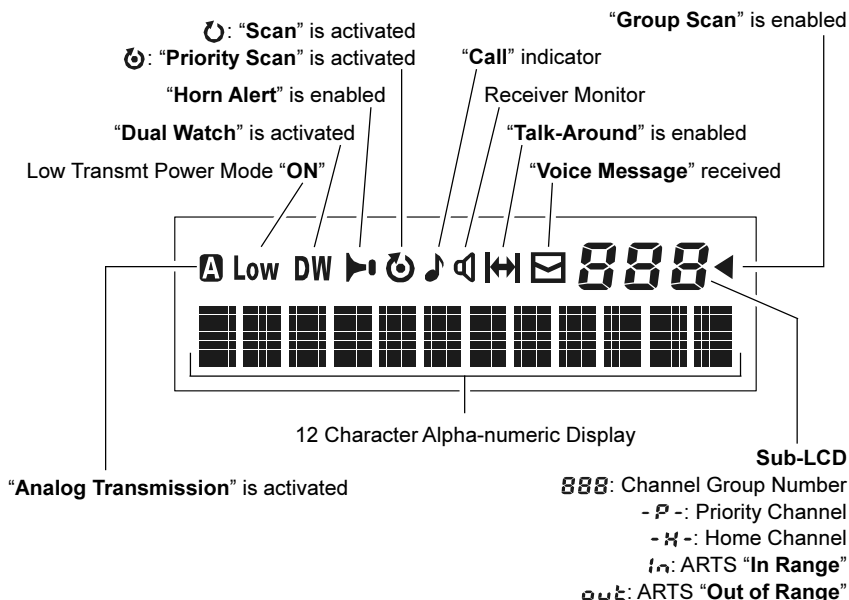 "Group Scan" is enabled
: "Scan" is activated
: "Priority Scan" is activated
"Call" indicator
"Horn Alert" is enabled
Receiver Monitor
"Dual Watch" is activated
"Talk-Around" is enabled
Low Transmt Power Mode "ON"
"Voice Message" received
A Low DW 888
12 Character Alpha-numeric Display
Sub-LCD
"Analog Transmission" is activated
888: Channel Group Number
- P -: Priority Channel
- H -: Home Channel
In: ARTS "In Range"
out: ARTS "Out of Range"